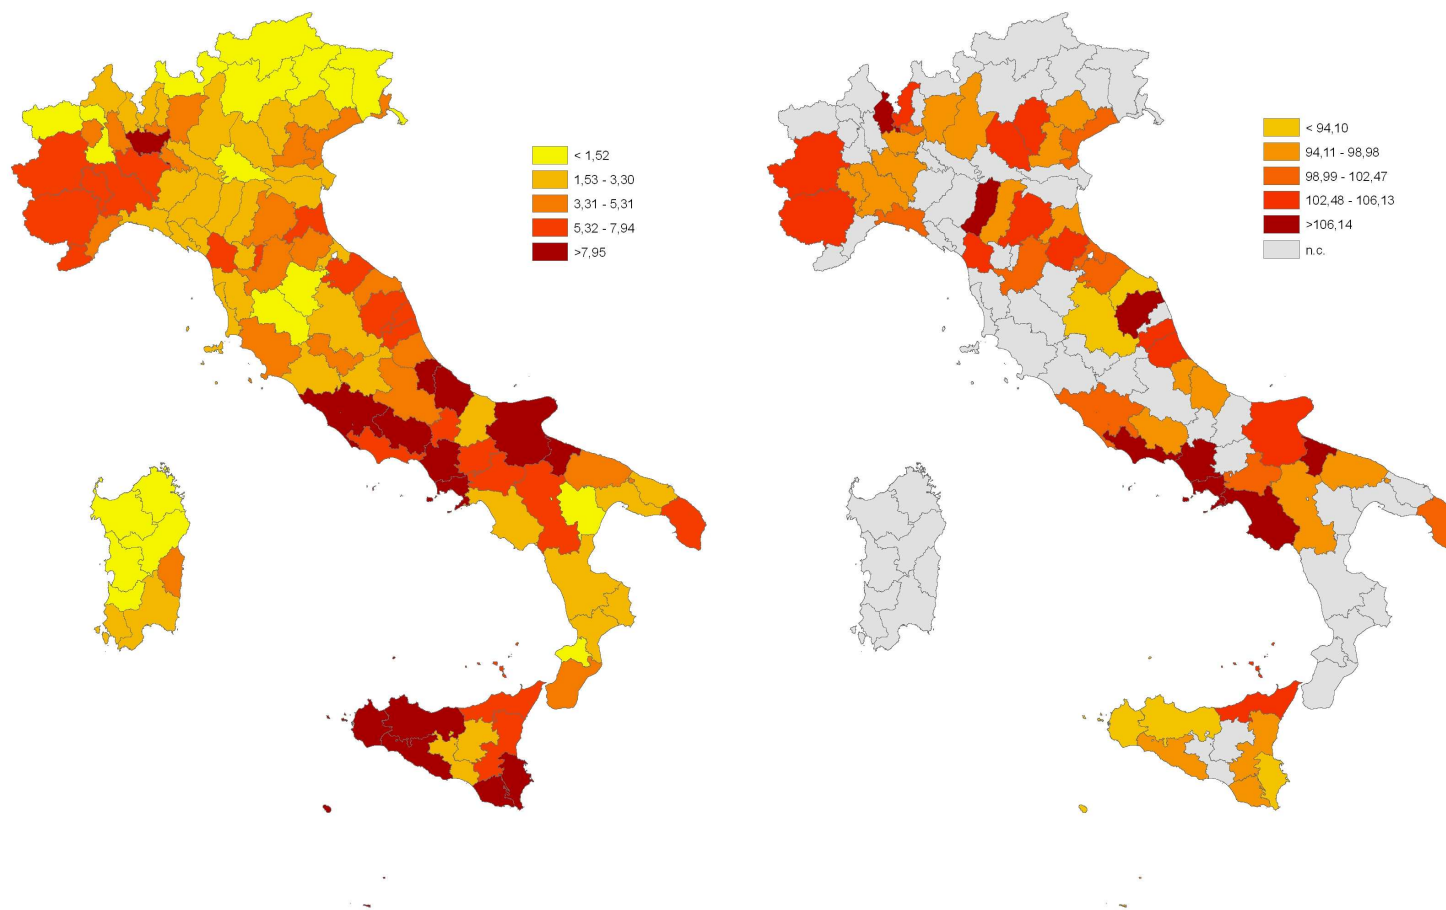 < 1,52
1,53 - 3,30
3,31 - 5,31
5,32 - 7,94
>7,95
< 94,10
94,11 - 98,98
98,99 - 102,47
102,48 - 106,13
>106,14
n.c.